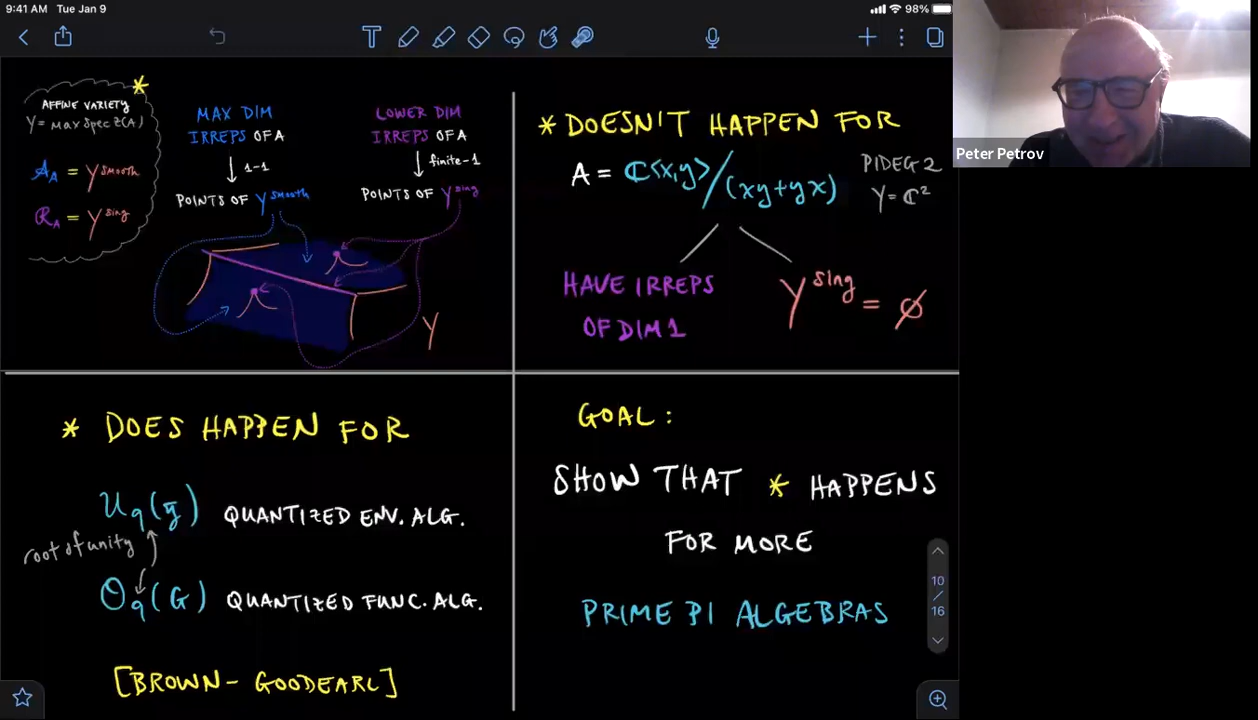 9:41 AM Tue Jan 9
98%
AFFINE VARIETY
Y = maxSpec Z(A)
A_A = Y^smooth
R_A = Y^sing
*
MAX DIM
IRREPS OF A
↓ 1-1
POINTS OF Y^smooth
LOWER DIM
IRREPS OF A
↓ finite-1
POINTS OF Y^sing
Y
* DOESN'T HAPPEN FOR
A = ℂ<x,y>/(xy+yx)
PIDEG 2
Y = ℂ²
HAVE IRREPS
OF DIM 1
Y^sing = ∅
* DOES HAPPEN FOR
U_q(g) QUANTIZED ENV. ALG.
root of unity
O_q(G) QUANTIZED FUNC. ALG.
[BROWN-GOODEARL]
GOAL:
SHOW THAT * HAPPENS
FOR MORE
PRIME PI ALGEBRAS
10
/
16
Peter Petrov